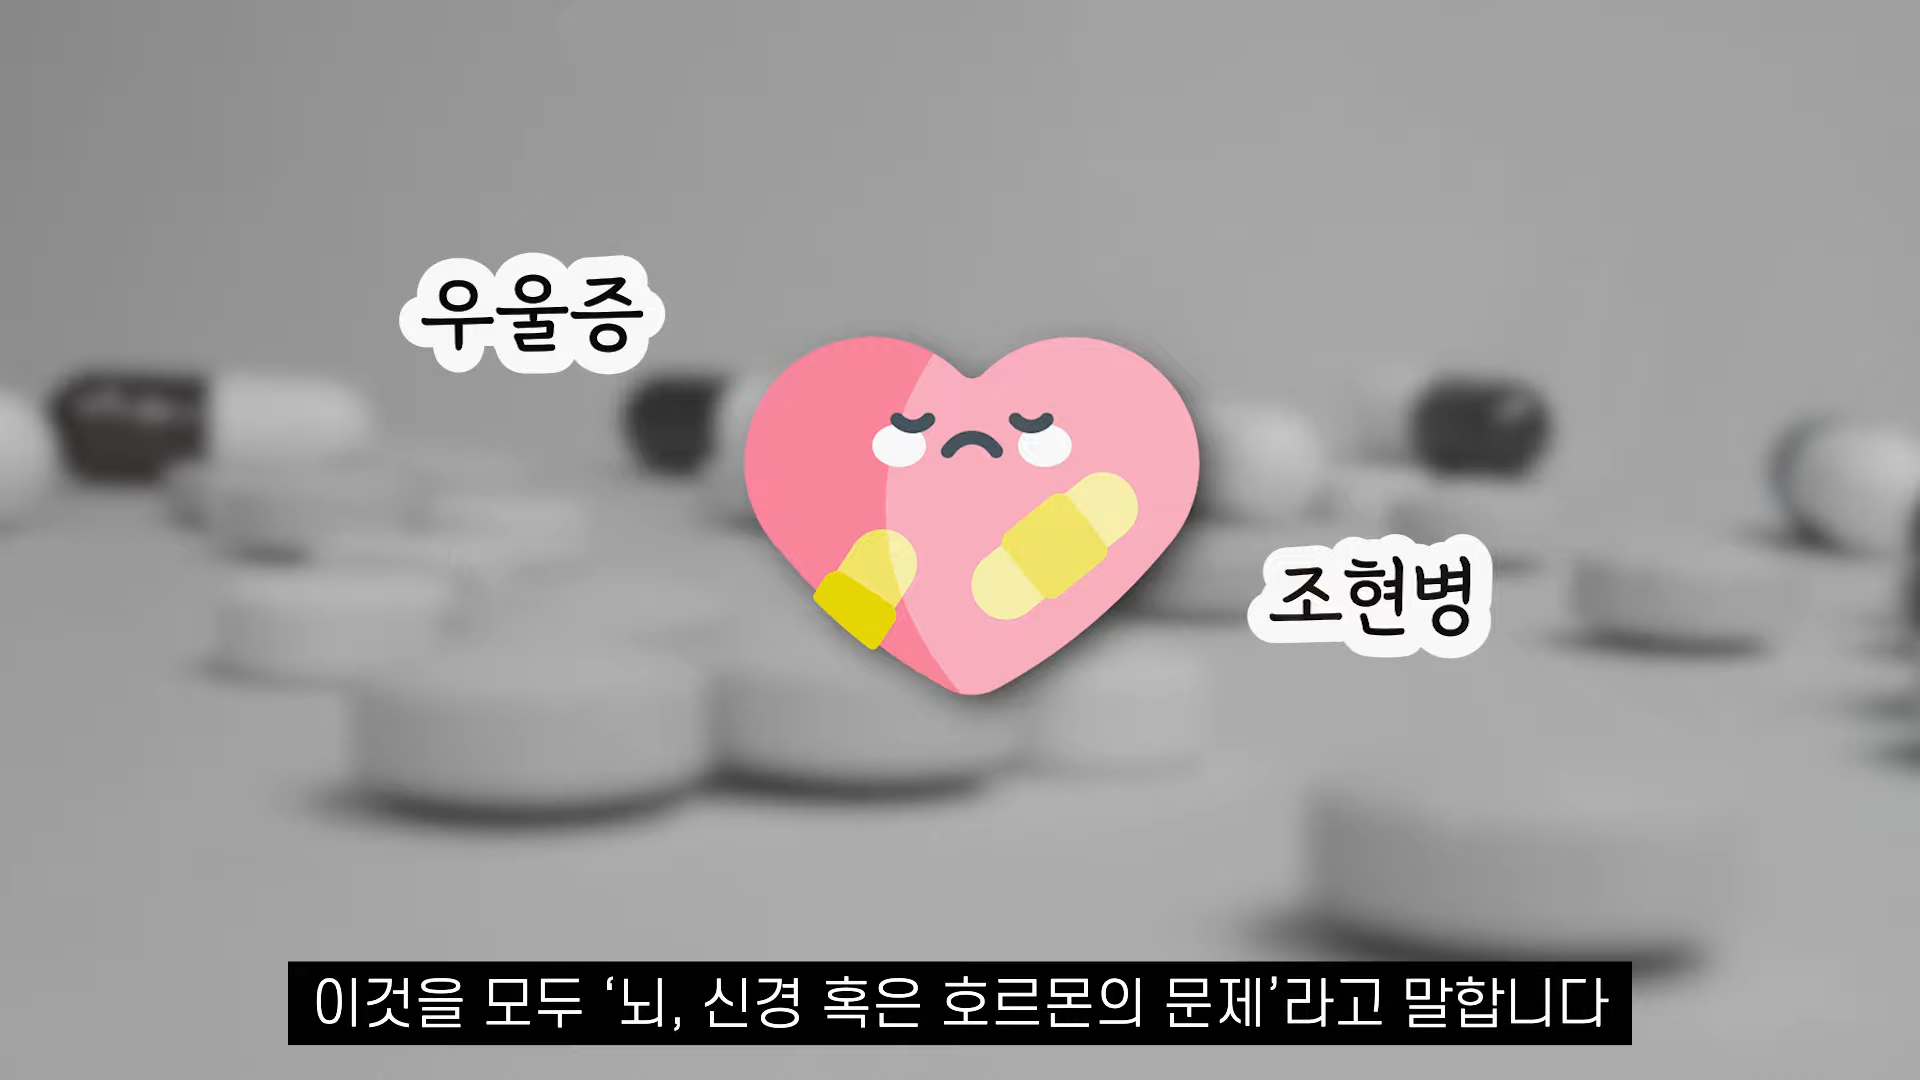 우울증
조현병
이것을 모두 ‘뇌, 신경 혹은 호르몬의 문제’라고 말합니다